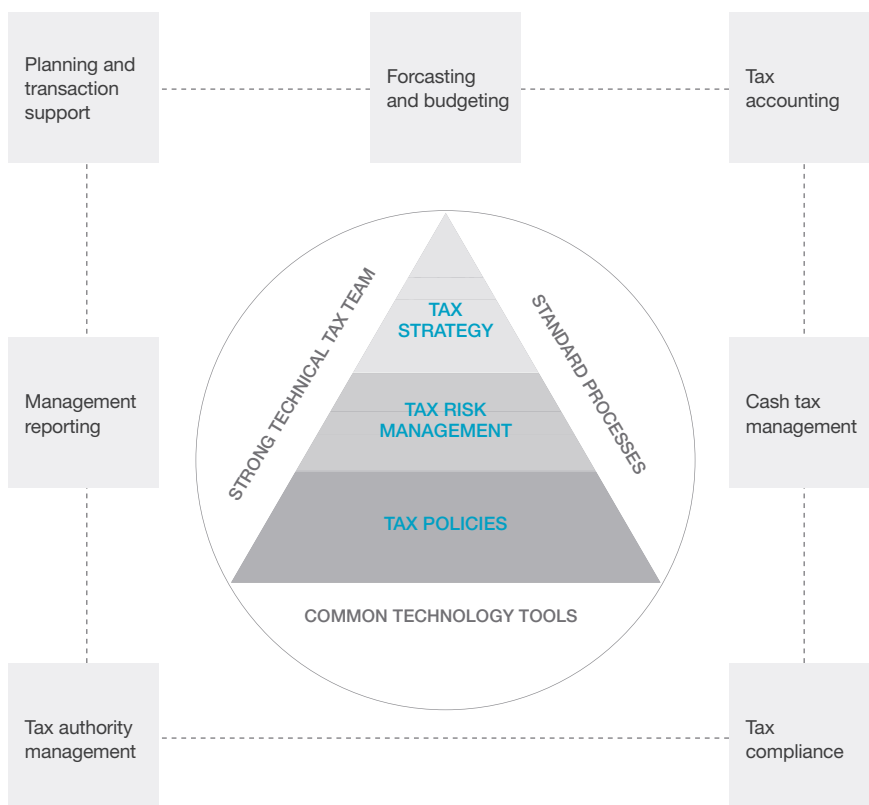 Planning and
transaction
support
Forcasting
and budgeting
Tax
accounting
STRONG TECHNICAL TAX TEAM
STANDARD PROCESSES
TAX
STRATEGY
Management
reporting
TAX RISK
MANAGEMENT
Cash tax
management
TAX POLICIES
COMMON TECHNOLOGY TOOLS
Tax authority
management
Tax
compliance